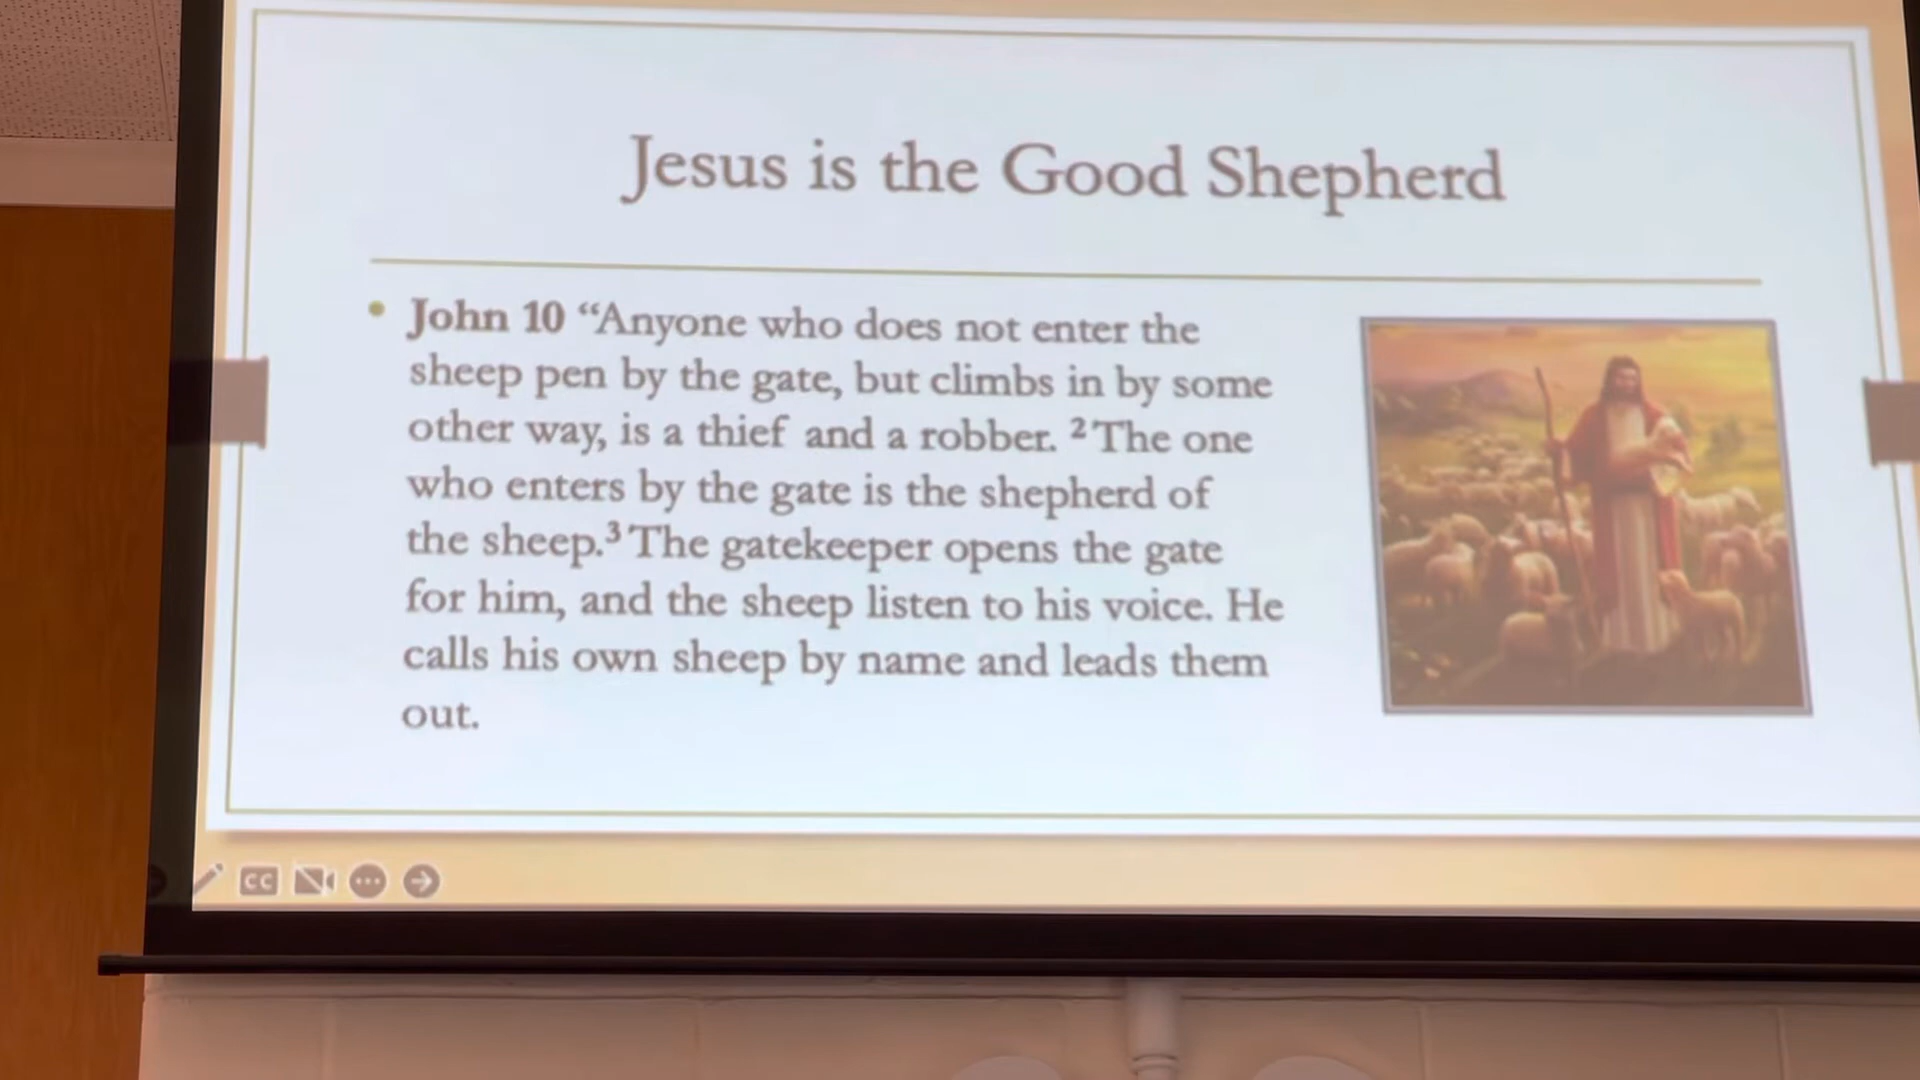 Jesus is the Good Shepherd
• John 10 “Anyone who does not enter the
sheep pen by the gate, but climbs in by some
other way, is a thief and a robber. ² The one
who enters by the gate is the shepherd of
the sheep.³ The gatekeeper opens the gate
for him, and the sheep listen to his voice. He
calls his own sheep by name and leads them
out.
CC